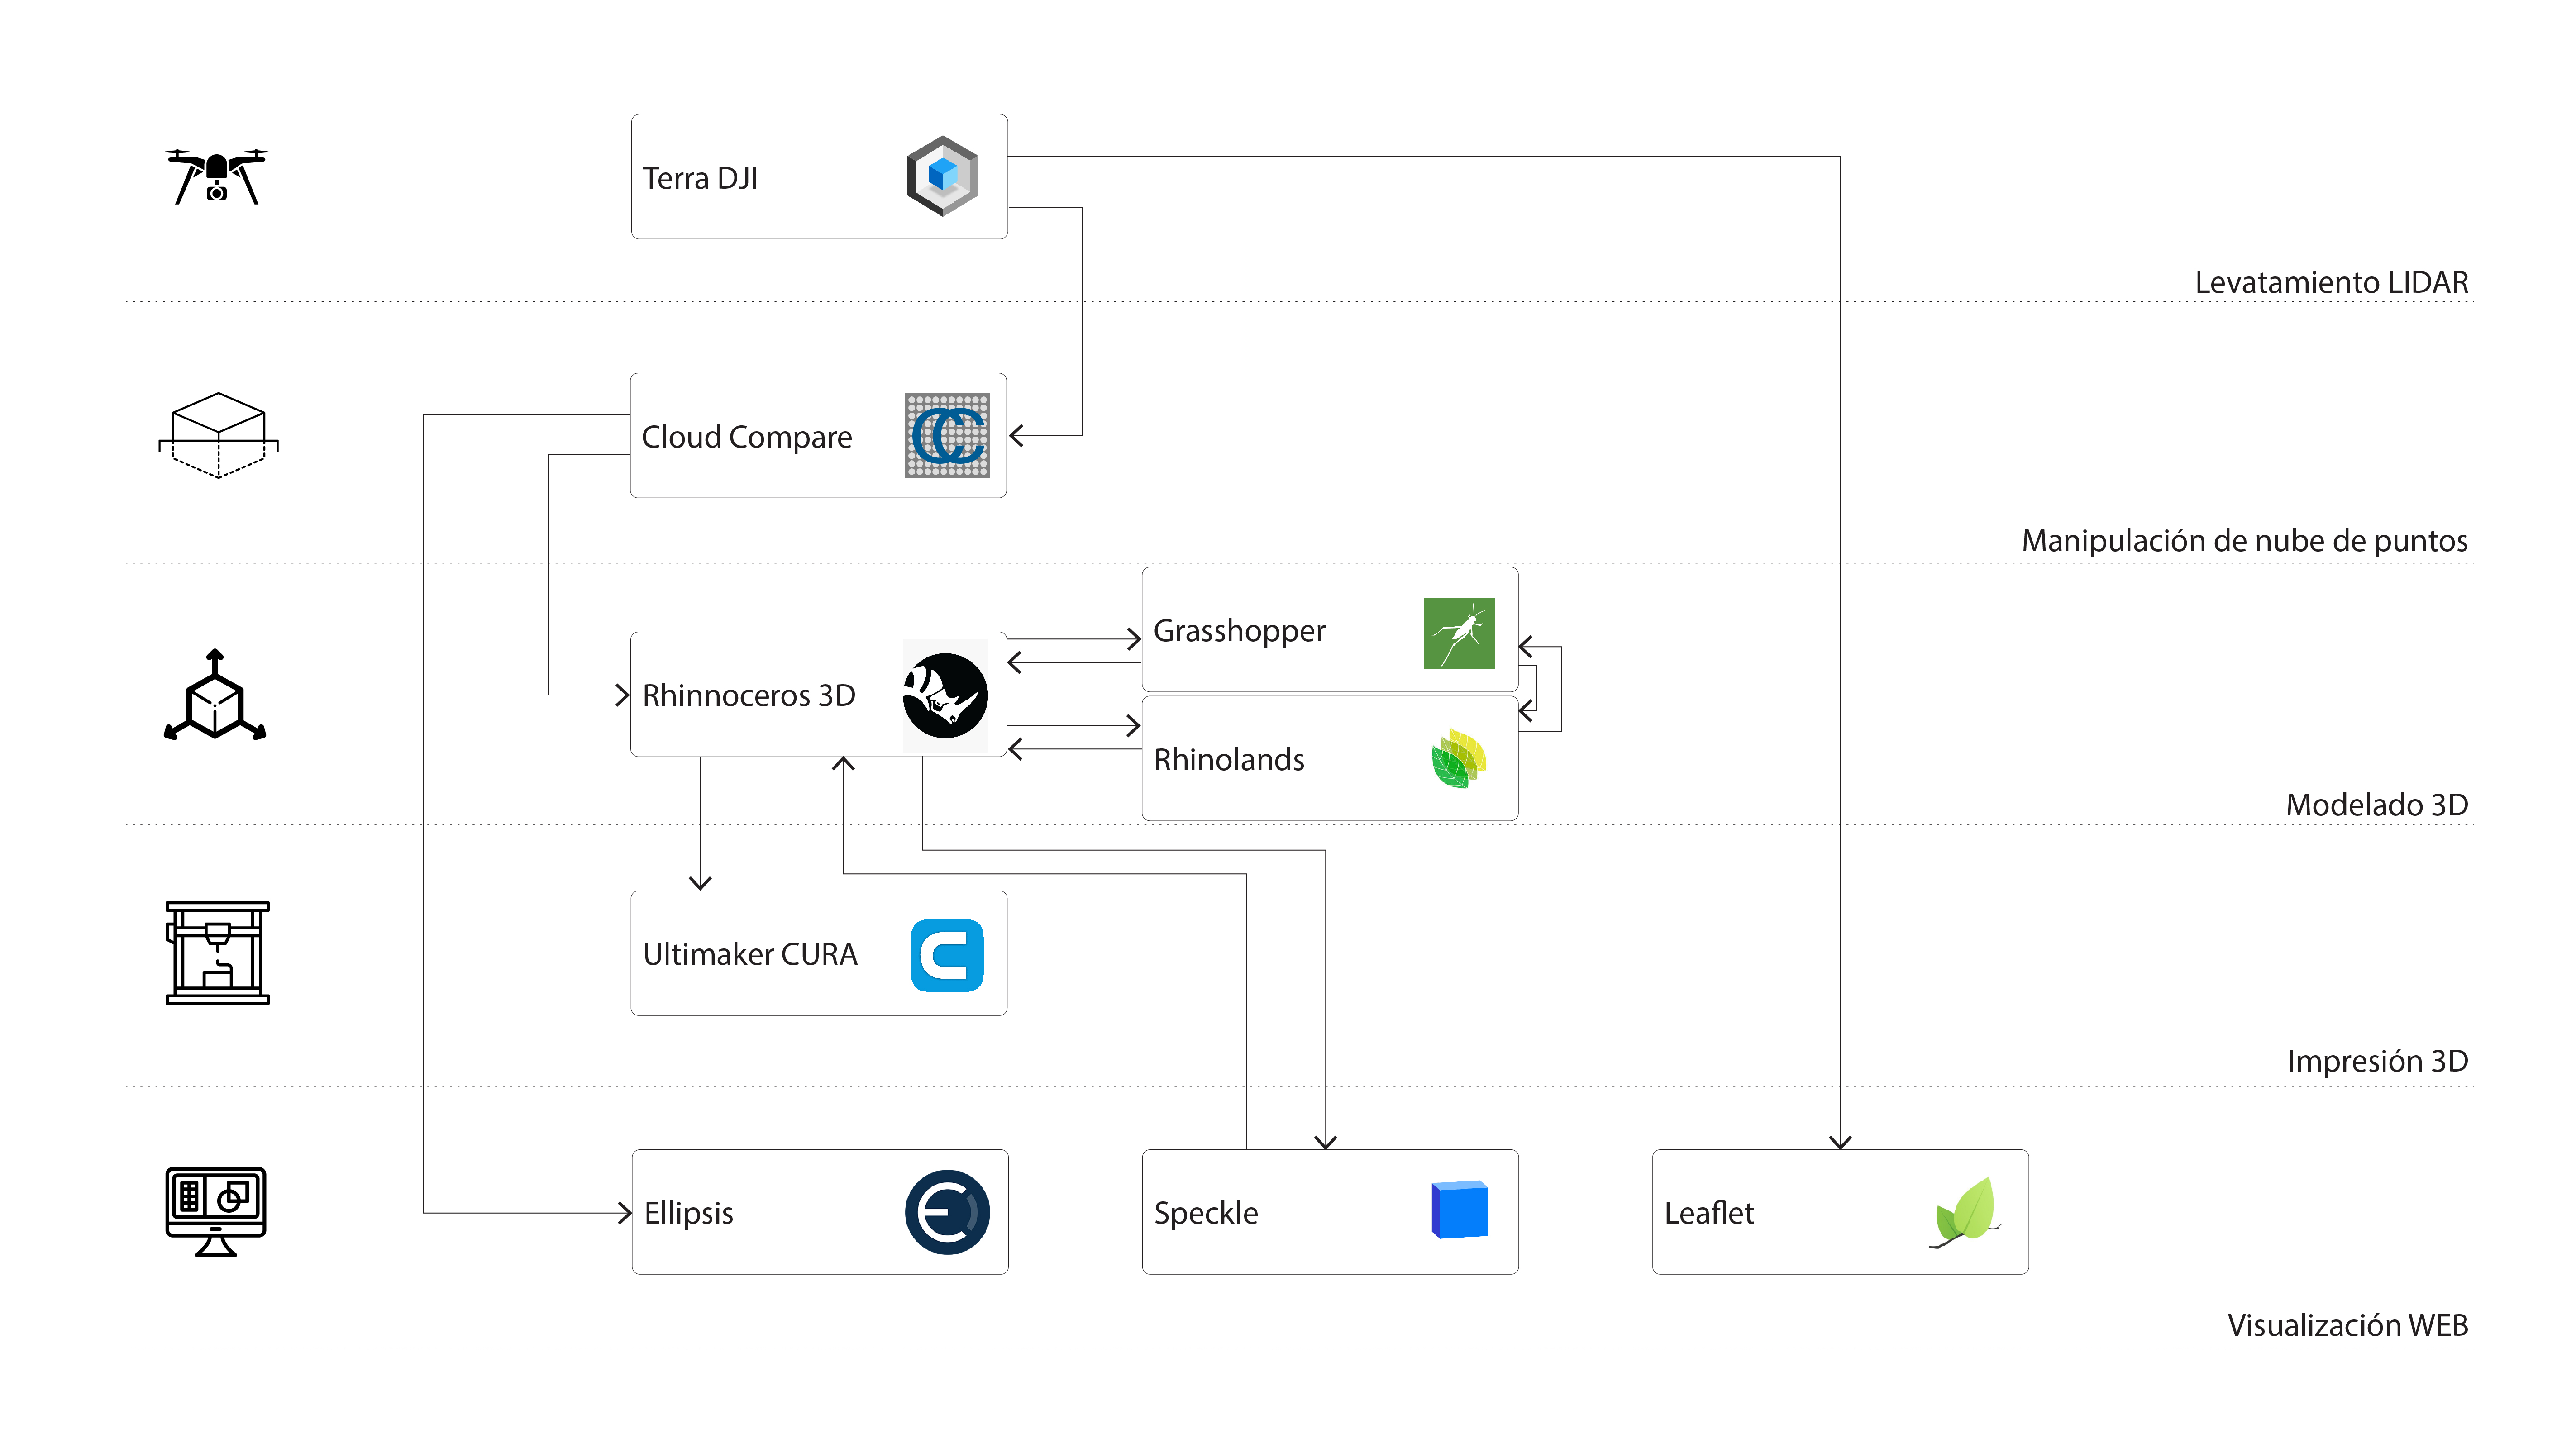 Terra DJI
Levatamiento LIDAR
Cloud Compare
Manipulación de nube de puntos
Grasshopper
Rhinnoceros 3D
Rhinolands
Modelado 3D
Ultimaker CURA
Impresión 3D
Ellipsis
Speckle
Leaflet
Visualización WEB